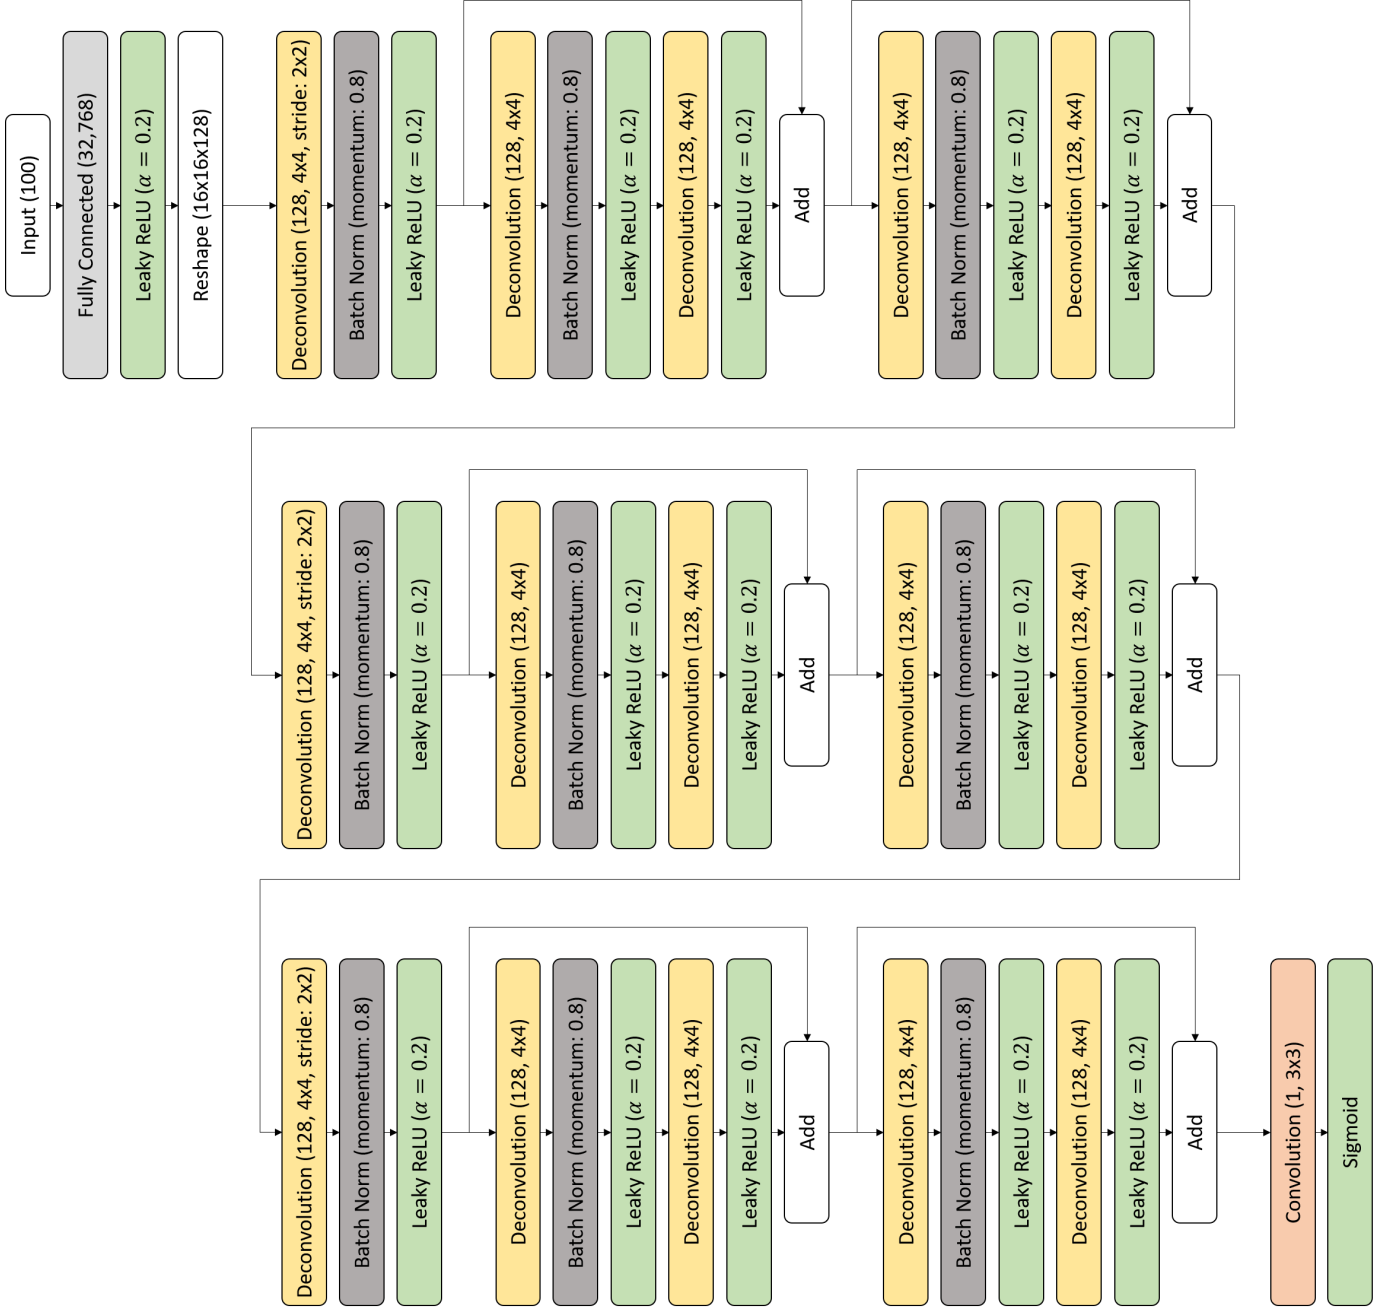 Input (100)
Fully Connected (32,768)
Leaky ReLU (α = 0.2)
Reshape (16x16x128)
Deconvolution (128, 4x4, stride: 2x2)
Batch Norm (momentum: 0.8)
Leaky ReLU (α = 0.2)
Deconvolution (128, 4x4)
Batch Norm (momentum: 0.8)
Leaky ReLU (α = 0.2)
Deconvolution (128, 4x4)
Leaky ReLU (α = 0.2)
Add
Deconvolution (128, 4x4)
Batch Norm (momentum: 0.8)
Leaky ReLU (α = 0.2)
Deconvolution (128, 4x4)
Leaky ReLU (α = 0.2)
Add
Deconvolution (128, 4x4, stride: 2x2)
Batch Norm (momentum: 0.8)
Leaky ReLU (α = 0.2)
Deconvolution (128, 4x4)
Batch Norm (momentum: 0.8)
Leaky ReLU (α = 0.2)
Deconvolution (128, 4x4)
Leaky ReLU (α = 0.2)
Add
Deconvolution (128, 4x4)
Batch Norm (momentum: 0.8)
Leaky ReLU (α = 0.2)
Deconvolution (128, 4x4)
Leaky ReLU (α = 0.2)
Add
Deconvolution (128, 4x4, stride: 2x2)
Batch Norm (momentum: 0.8)
Leaky ReLU (α = 0.2)
Deconvolution (128, 4x4)
Batch Norm (momentum: 0.8)
Leaky ReLU (α = 0.2)
Deconvolution (128, 4x4)
Leaky ReLU (α = 0.2)
Add
Deconvolution (128, 4x4)
Batch Norm (momentum: 0.8)
Leaky ReLU (α = 0.2)
Deconvolution (128, 4x4)
Leaky ReLU (α = 0.2)
Add
Convolution (1, 3x3)
Sigmoid